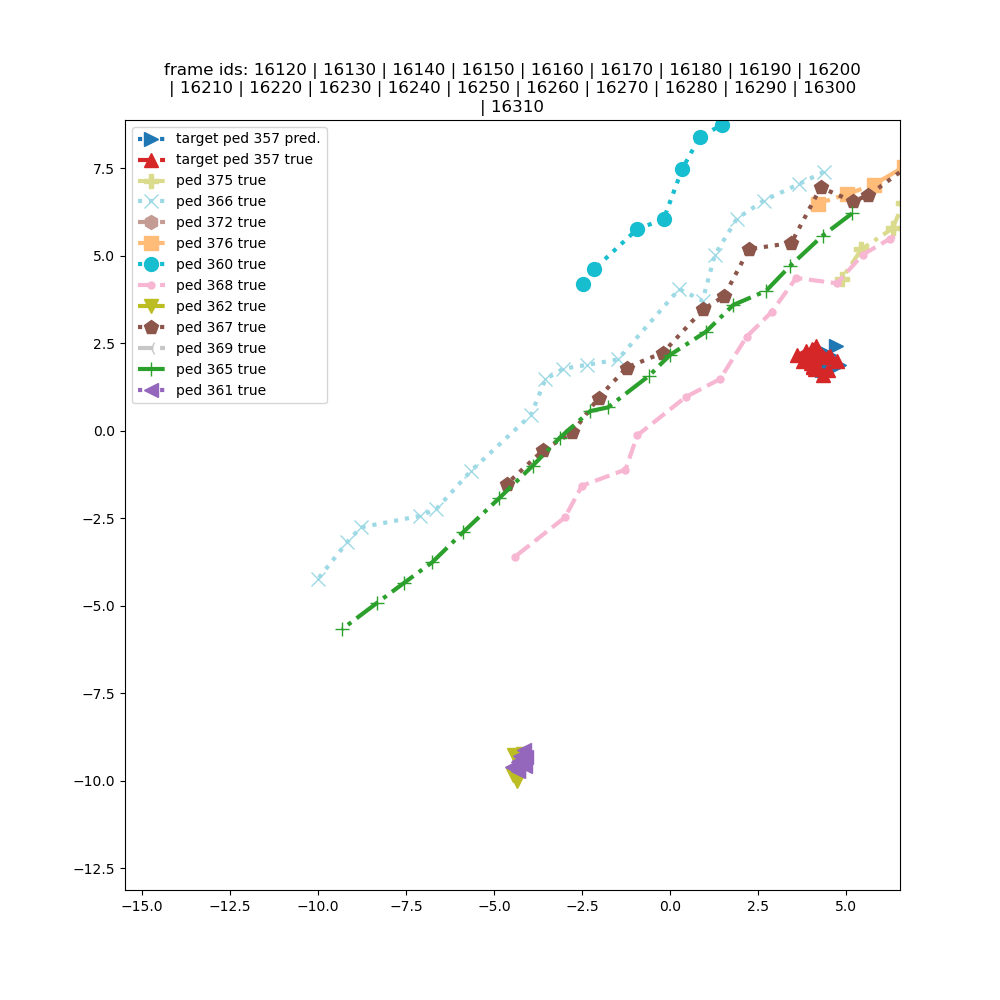 frame ids: 16120 | 16130 | 16140 | 16150 | 16160 | 16170 | 16180 | 16190 | 16200
| 16210 | 16220 | 16230 | 16240 | 16250 | 16260 | 16270 | 16280 | 16290 | 16300
| 16310
target ped 357 pred.
target ped 357 true
ped 375 true
ped 366 true
ped 372 true
ped 376 true
ped 360 true
ped 368 true
ped 362 true
ped 367 true
ped 369 true
ped 365 true
ped 361 true
7.5
5.0
2.5
0.0
−2.5
−5.0
−7.5
−10.0
−12.5
−15.0
−12.5
−10.0
−7.5
−5.0
−2.5
0.0
2.5
5.0